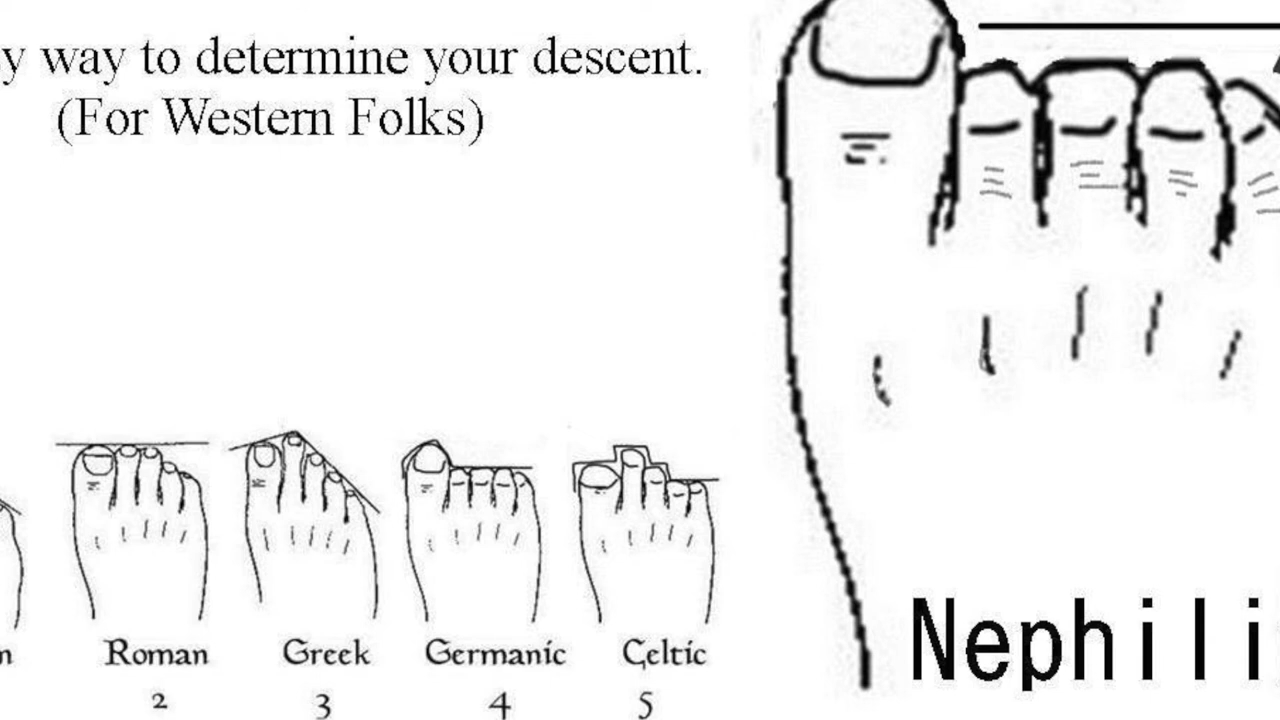 y way to determine your descent.
(For Western Folks)
n Roman Greek Germanic Celtic
2 3 4 5
Nephili